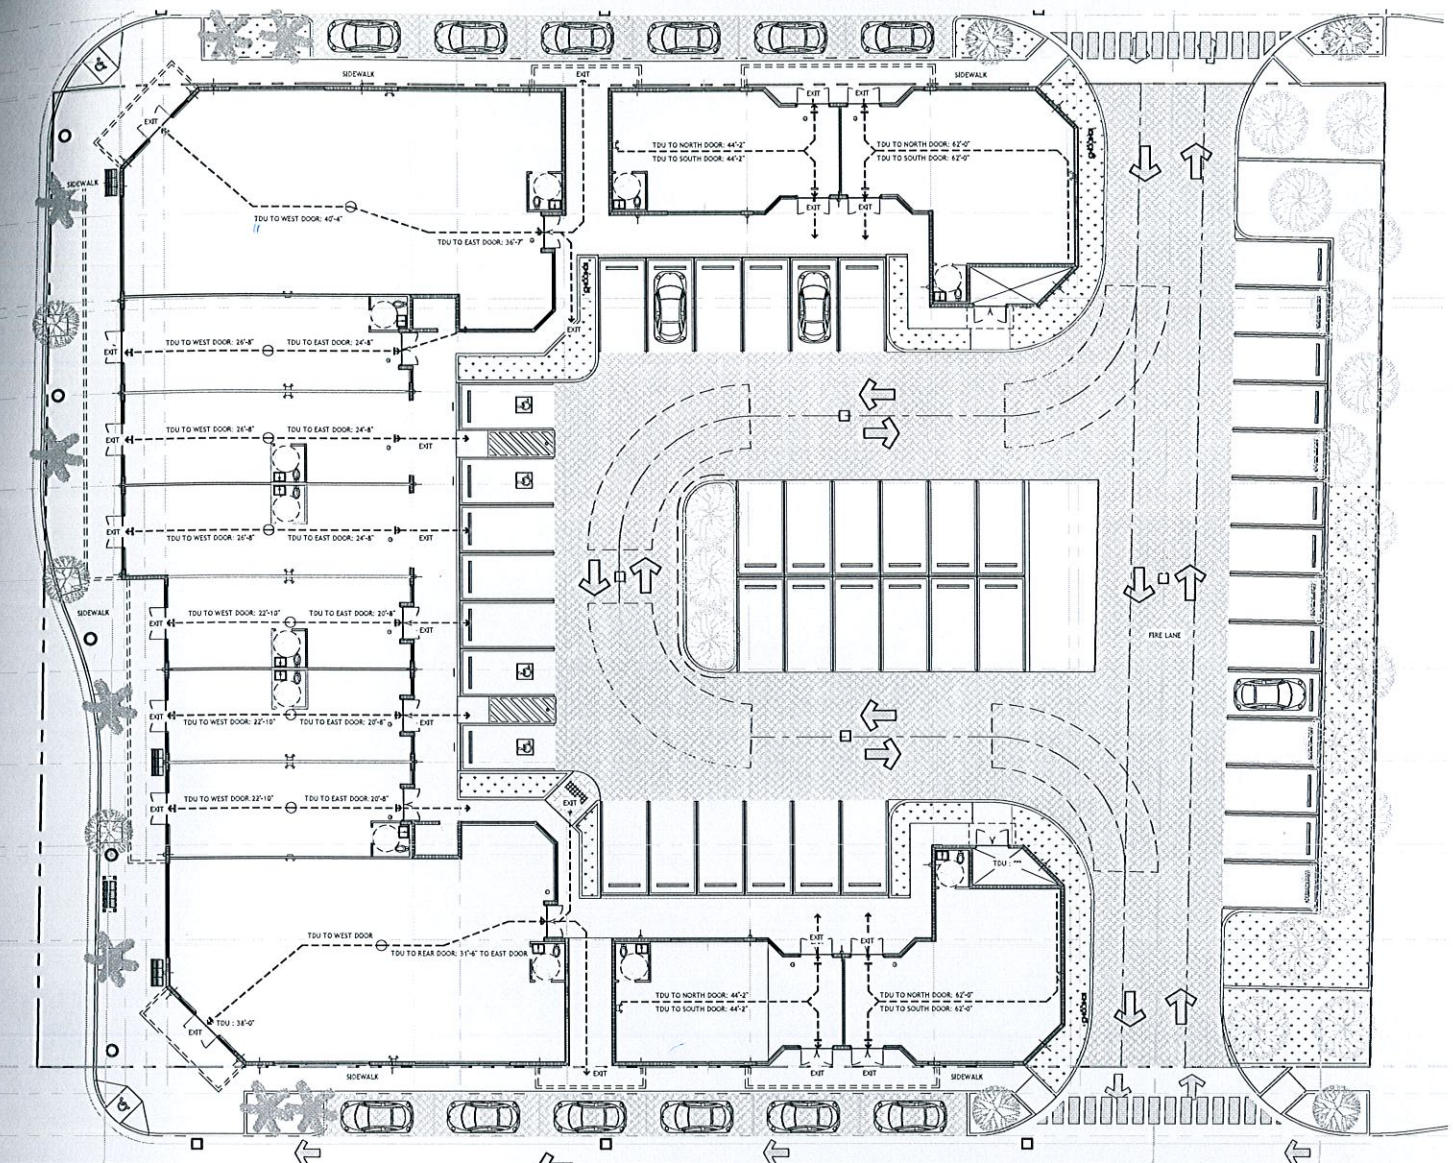 SIDEWALK
EXIT
SIDEWALK
EXIT
EXIT
EXIT
TDU TO NORTH DOOR: 44'-2"
TDU TO SOUTH DOOR: 44'-2"
TDU TO NORTH DOOR: 62'-0"
TDU TO SOUTH DOOR: 62'-0"
SIDEWALK
EXIT
EXIT
TDU TO WEST DOOR: 40'-4"
TDU TO EAST DOOR: 36'-7"
EXIT
EXIT
TDU TO WEST DOOR: 26'-8"
TDU TO EAST DOOR: 24'-8"
EXIT
TDU TO WEST DOOR: 26'-8"
TDU TO EAST DOOR: 24'-8"
EXIT
EXIT
TDU TO WEST DOOR: 26'-8"
TDU TO EAST DOOR: 24'-8"
EXIT
SIDEWALK
TDU TO WEST DOOR: 22'-10"
TDU TO EAST DOOR: 20'-8"
EXIT
EXIT
FIRE LANE
EXIT
TDU TO WEST DOOR: 22'-10"
TDU TO EAST DOOR: 20'-8"
EXIT
EXIT
TDU TO WEST DOOR: 22'-10"
TDU TO EAST DOOR: 20'-8"
EXIT
TDU :
TDU TO WEST DOOR
TDU TO REAR DOOR: 31'-6" TO EAST DOOR
EXIT
EXIT
TDU TO NORTH DOOR: 44'-2"
TDU TO SOUTH DOOR: 44'-2"
TDU TO NORTH DOOR: 62'-0"
TDU TO SOUTH DOOR: 62'-0"
TDU : 38'-0"
EXIT
SIDEWALK
EXIT
EXIT
EXIT
SIDEWALK